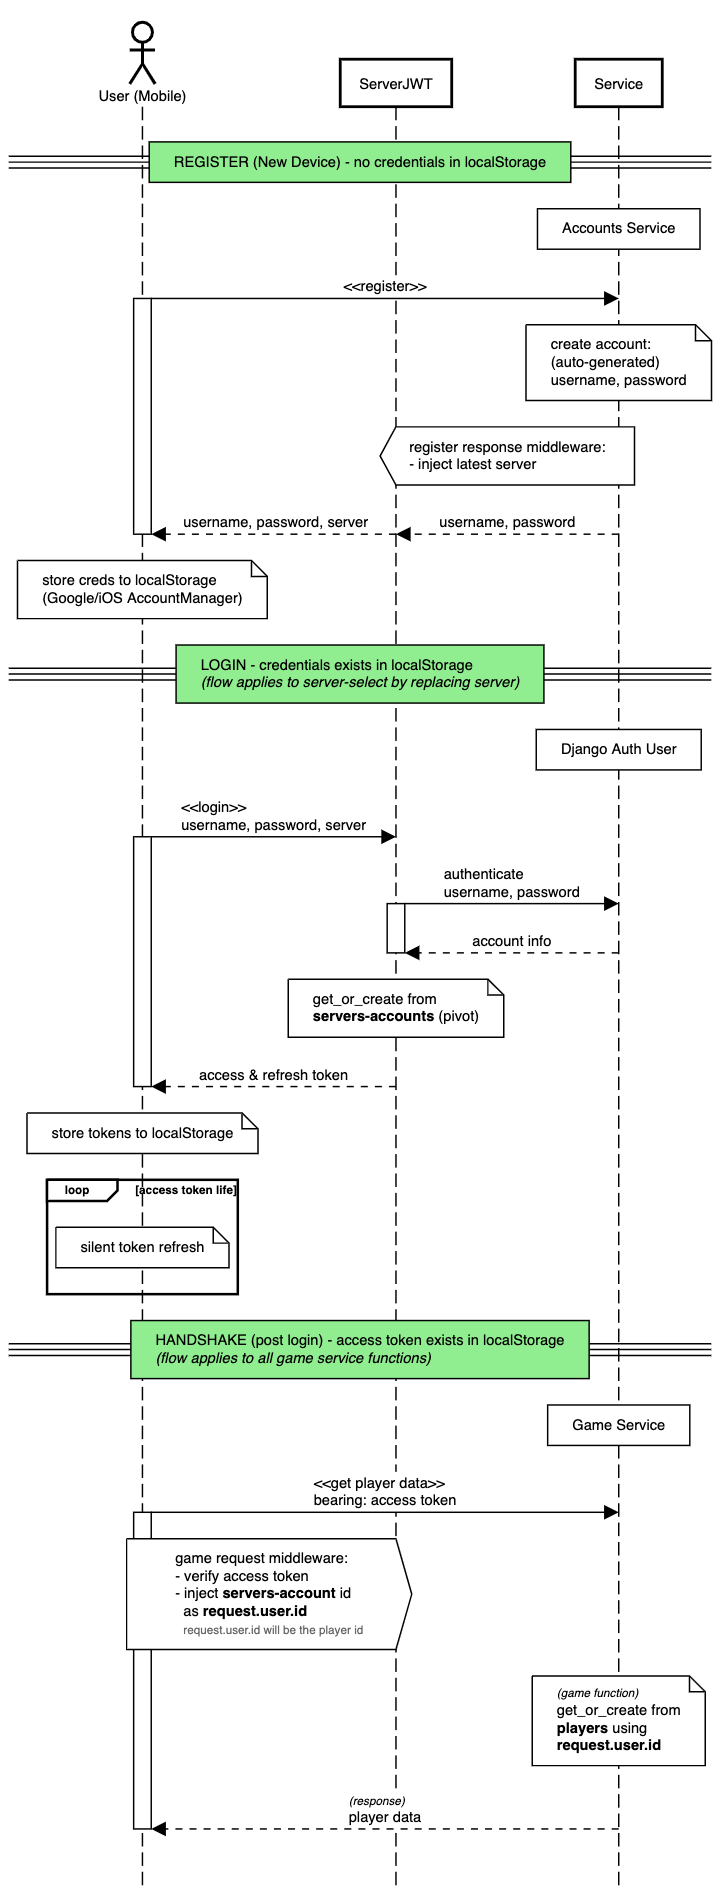 User (Mobile)
ServerJWT
Service
REGISTER (New Device) - no credentials in localStorage
Accounts Service
<<register>>
create account:
(auto-generated)
username, password
register response middleware:
- inject latest server
username, password, server
username, password
store creds to localStorage
(Google/iOS AccountManager)
LOGIN - credentials exists in localStorage
(flow applies to server-select by replacing server)
Django Auth User
<<login>>
username, password, server
authenticate
username, password
account info
get_or_create from
servers-accounts (pivot)
access & refresh token
store tokens to localStorage
loop
[access token life]
silent token refresh
HANDSHAKE (post login) - access token exists in localStorage
(flow applies to all game service functions)
Game Service
<<get player data>>
bearing: access token
game request middleware:
- verify access token
- inject servers-account id
as request.user.id
request.user.id will be the player id
(game function)
get_or_create from
players using
request.user.id
(response)
player data